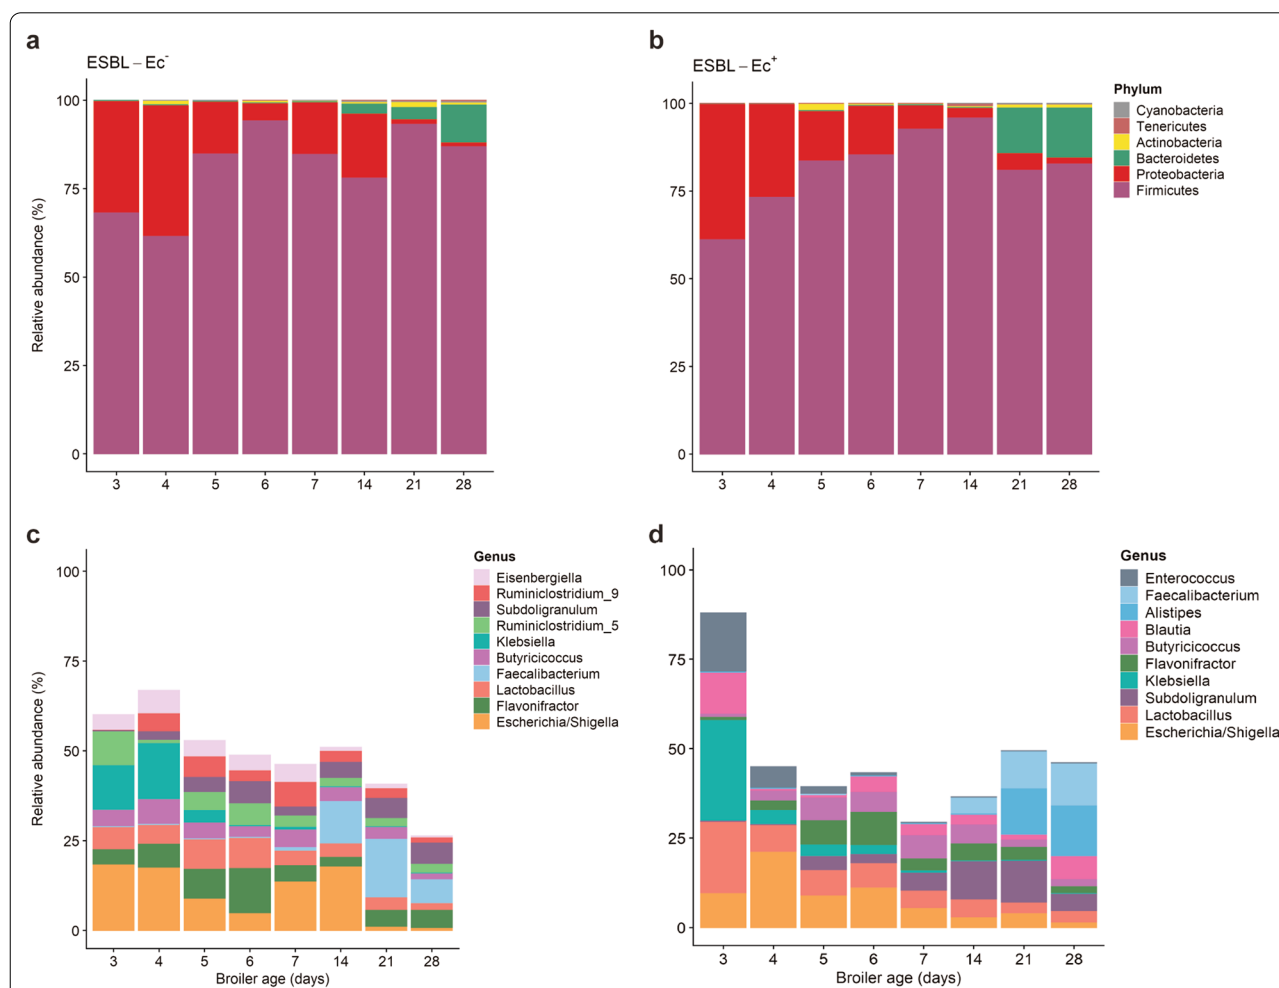 a
ESBL – Ec-
Relative abundance (%)
100
75
50
25
0
3 4 5 6 7 14 21 28
b
ESBL – Ec+
100
75
50
25
0
3 4 5 6 7 14 21 28
Phylum
Cyanobacteria
Tenericutes
Actinobacteria
Bacteroidetes
Proteobacteria
Firmicutes
c
Relative abundance (%)
100
75
50
25
0
3 4 5 6 7 14 21 28
Broiler age (days)
Genus
Eisenbergiella
Ruminiclostridium_9
Subdoligranulum
Ruminiclostridium_5
Klebsiella
Butyricicoccus
Faecalibacterium
Lactobacillus
Flavonifractor
Escherichia/Shigella
d
100
75
50
25
0
3 4 5 6 7 14 21 28
Broiler age (days)
Genus
Enterococcus
Faecalibacterium
Alistipes
Blautia
Butyricicoccus
Flavonifractor
Klebsiella
Subdoligranulum
Lactobacillus
Escherichia/Shigella